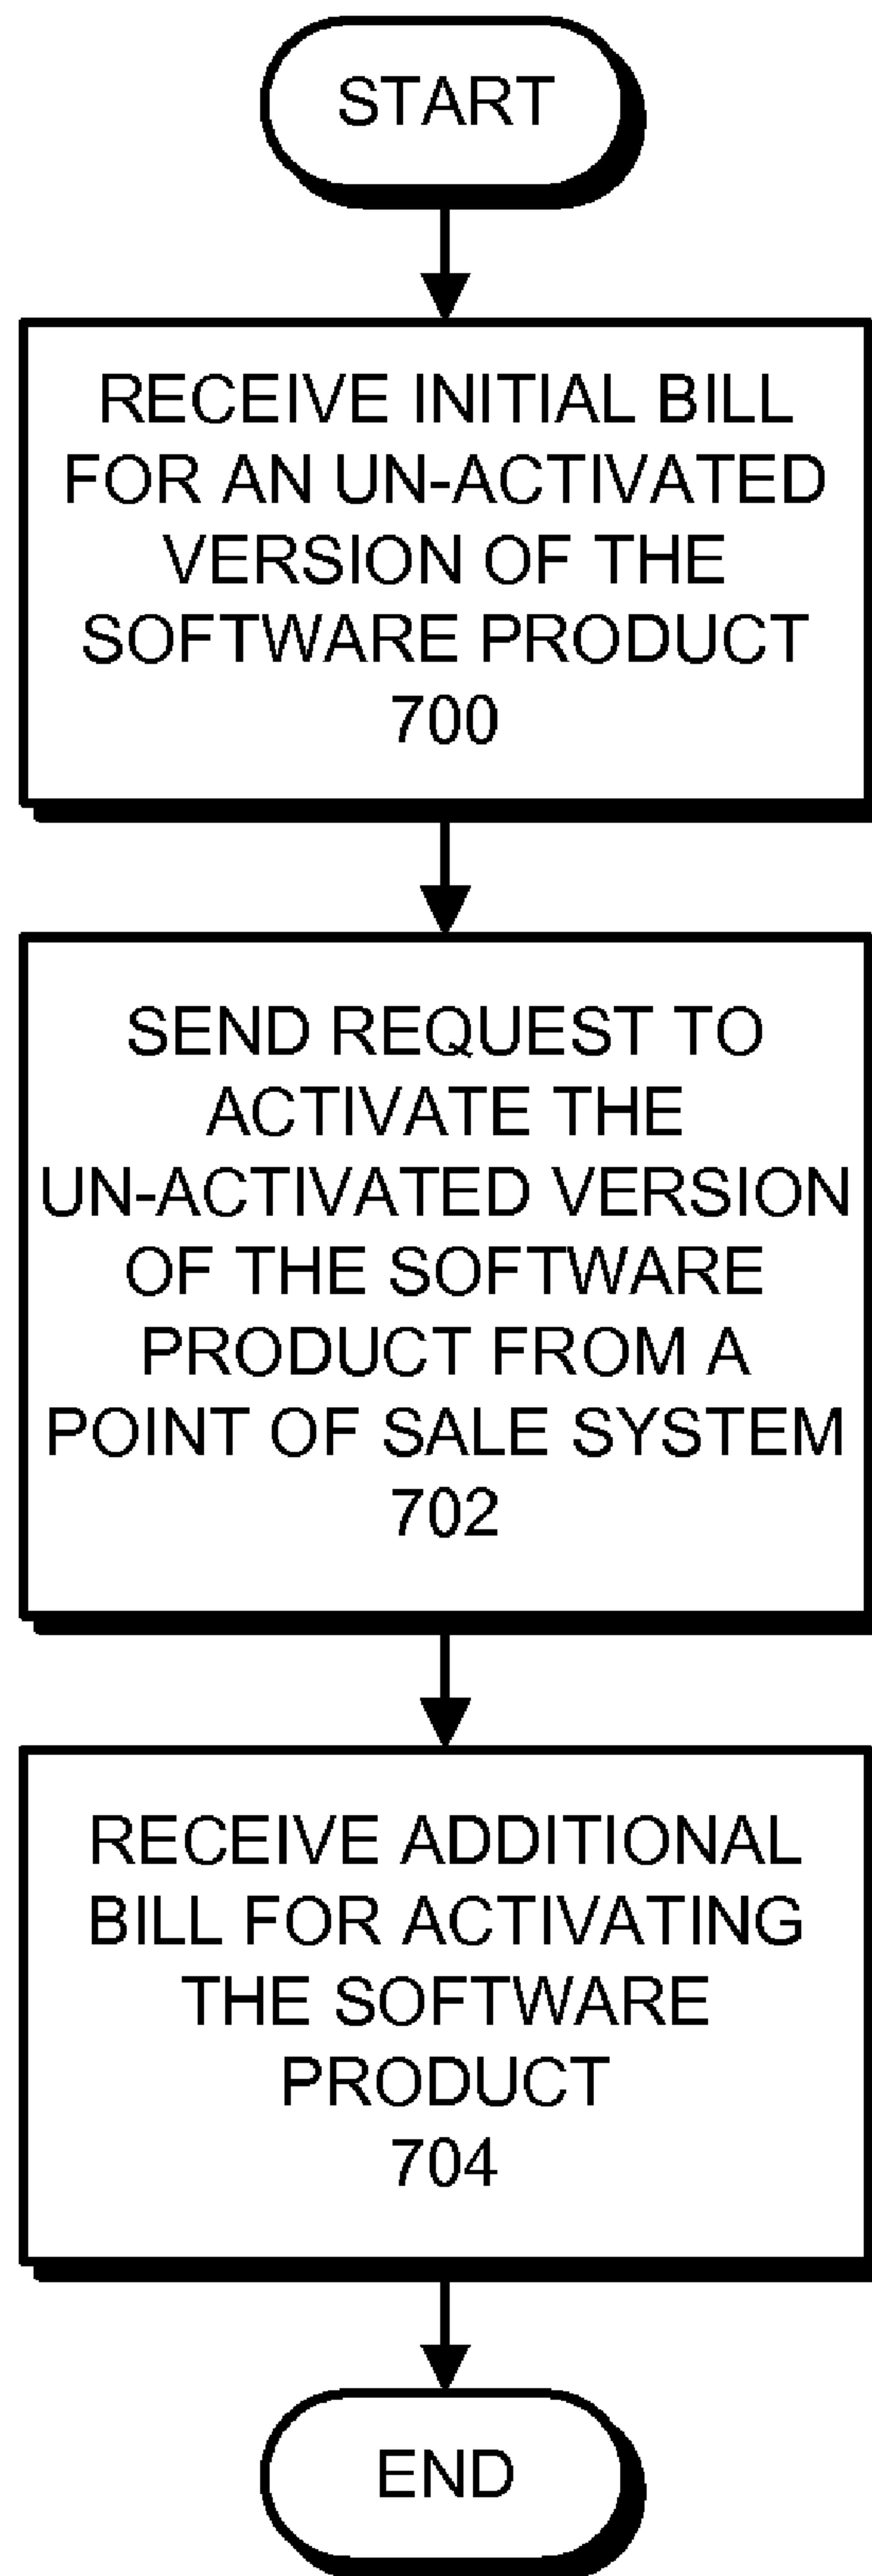 START
RECEIVE INITIAL BILL
FOR AN UN-ACTIVATED
VERSION OF THE
SOFTWARE PRODUCT
700
SEND REQUEST TO
ACTIVATE THE
UN-ACTIVATED VERSION
OF THE SOFTWARE
PRODUCT FROM A
POINT OF SALE SYSTEM
702
RECEIVE ADDITIONAL
BILL FOR ACTIVATING
THE SOFTWARE
PRODUCT
704
END